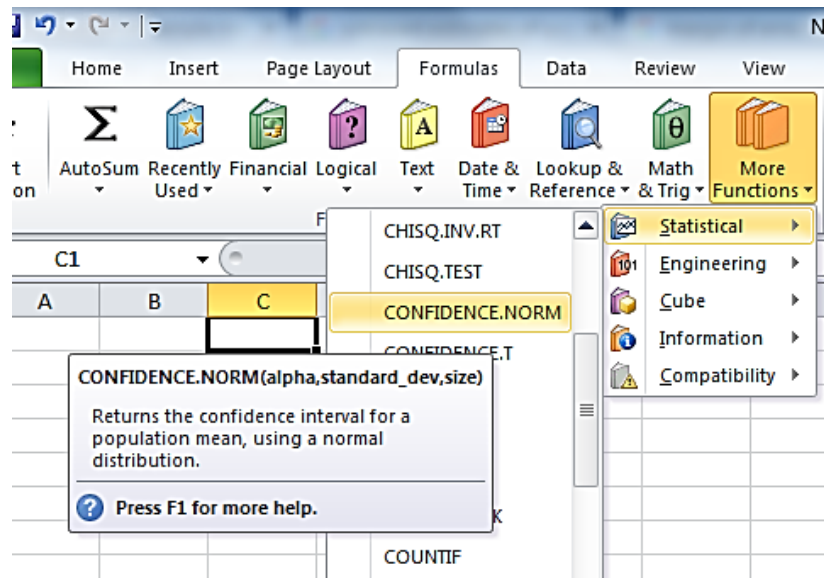 N
Home Insert Page Layout Formulas Data Review View
AutoSum Recently Used Financial Logical Text Date & Time Lookup & Reference Math & Trig More Functions
C1
A B C
CHISQ.INV.RT
CHISQ.TEST
CONFIDENCE.NORM
CONFIDENCE.T
COUNTIF
Statistical
Engineering
Cube
Information
Compatibility
CONFIDENCE.NORM(alpha,standard_dev,size)
Returns the confidence interval for a
population mean, using a normal
distribution.
Press F1 for more help.